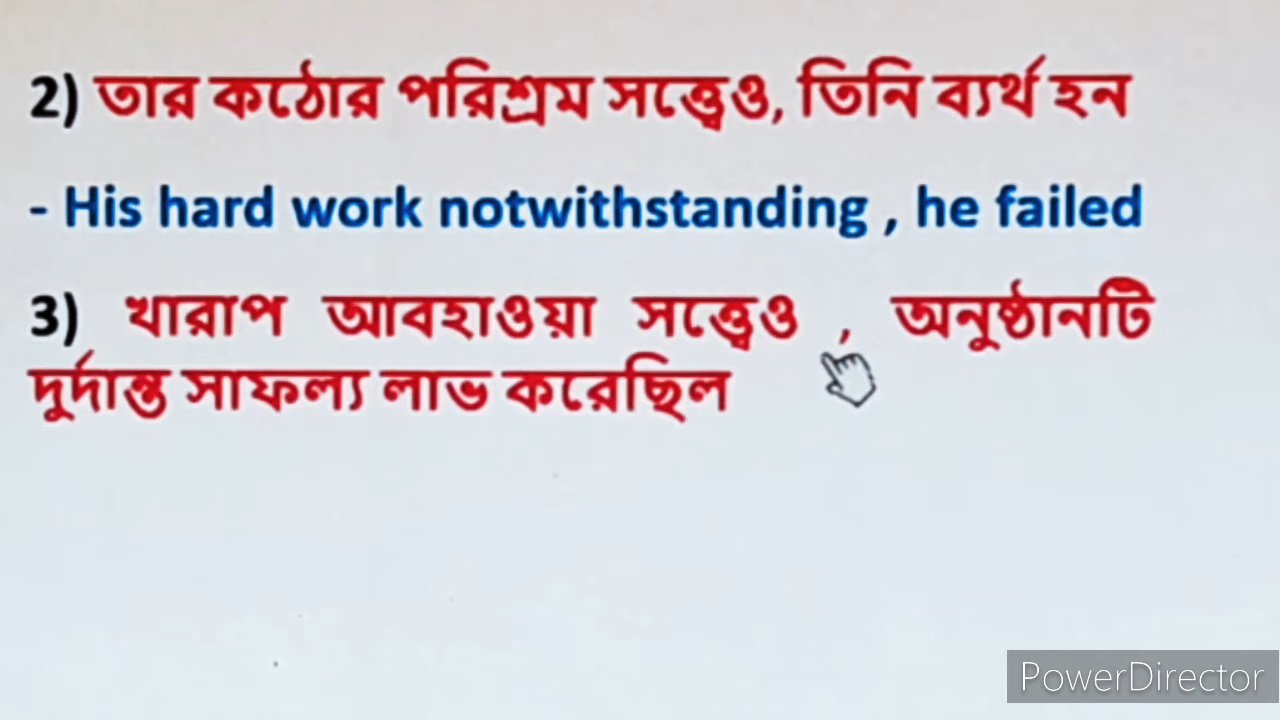 2) তার কঠোর পরিশ্রম সত্ত্বেও, তিনি ব্যর্থ হন
- His hard work notwithstanding , he failed
3) খারাপ আবহাওয়া সত্ত্বেও , অনুষ্ঠানটি
দুর্দান্ত সাফল্য লাভ করেছিল
PowerDirector